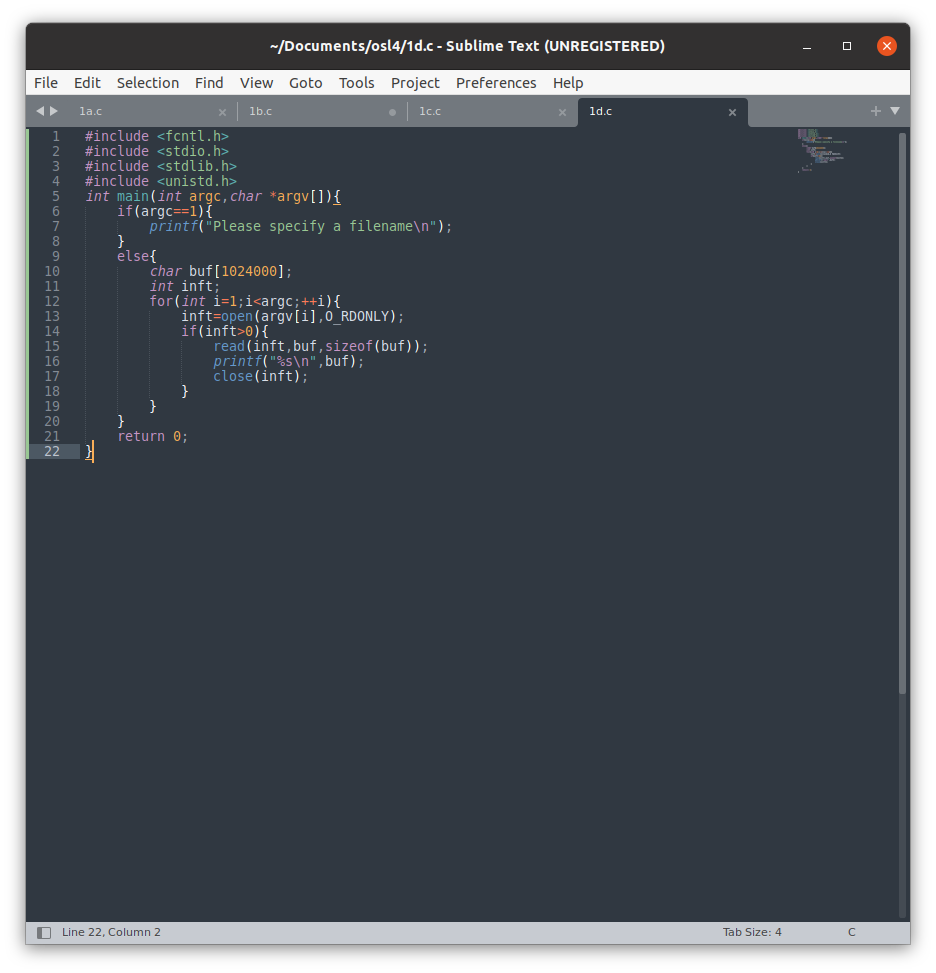 ~/Documents/osl4/1d.c - Sublime Text (UNREGISTERED)
File Edit Selection Find View Goto Tools Project Preferences Help
1a.c 1b.c 1c.c 1d.c
1 #include <fcntl.h>
2 #include <stdio.h>
3 #include <stdlib.h>
4 #include <unistd.h>
5 int main(int argc,char *argv[]){
6 if(argc==1){
7 printf("Please specify a filename\n");
8 }
9 else{
10 char buf[1024000];
11 int inft;
12 for(int i=1;i<argc;++i){
13 inft=open(argv[i],O_RDONLY);
14 if(inft>0){
15 read(inft,buf,sizeof(buf));
16 printf("%s\n",buf);
17 close(inft);
18 }
19 }
20 }
21 return 0;
22 }
Line 22, Column 2 Tab Size: 4 C